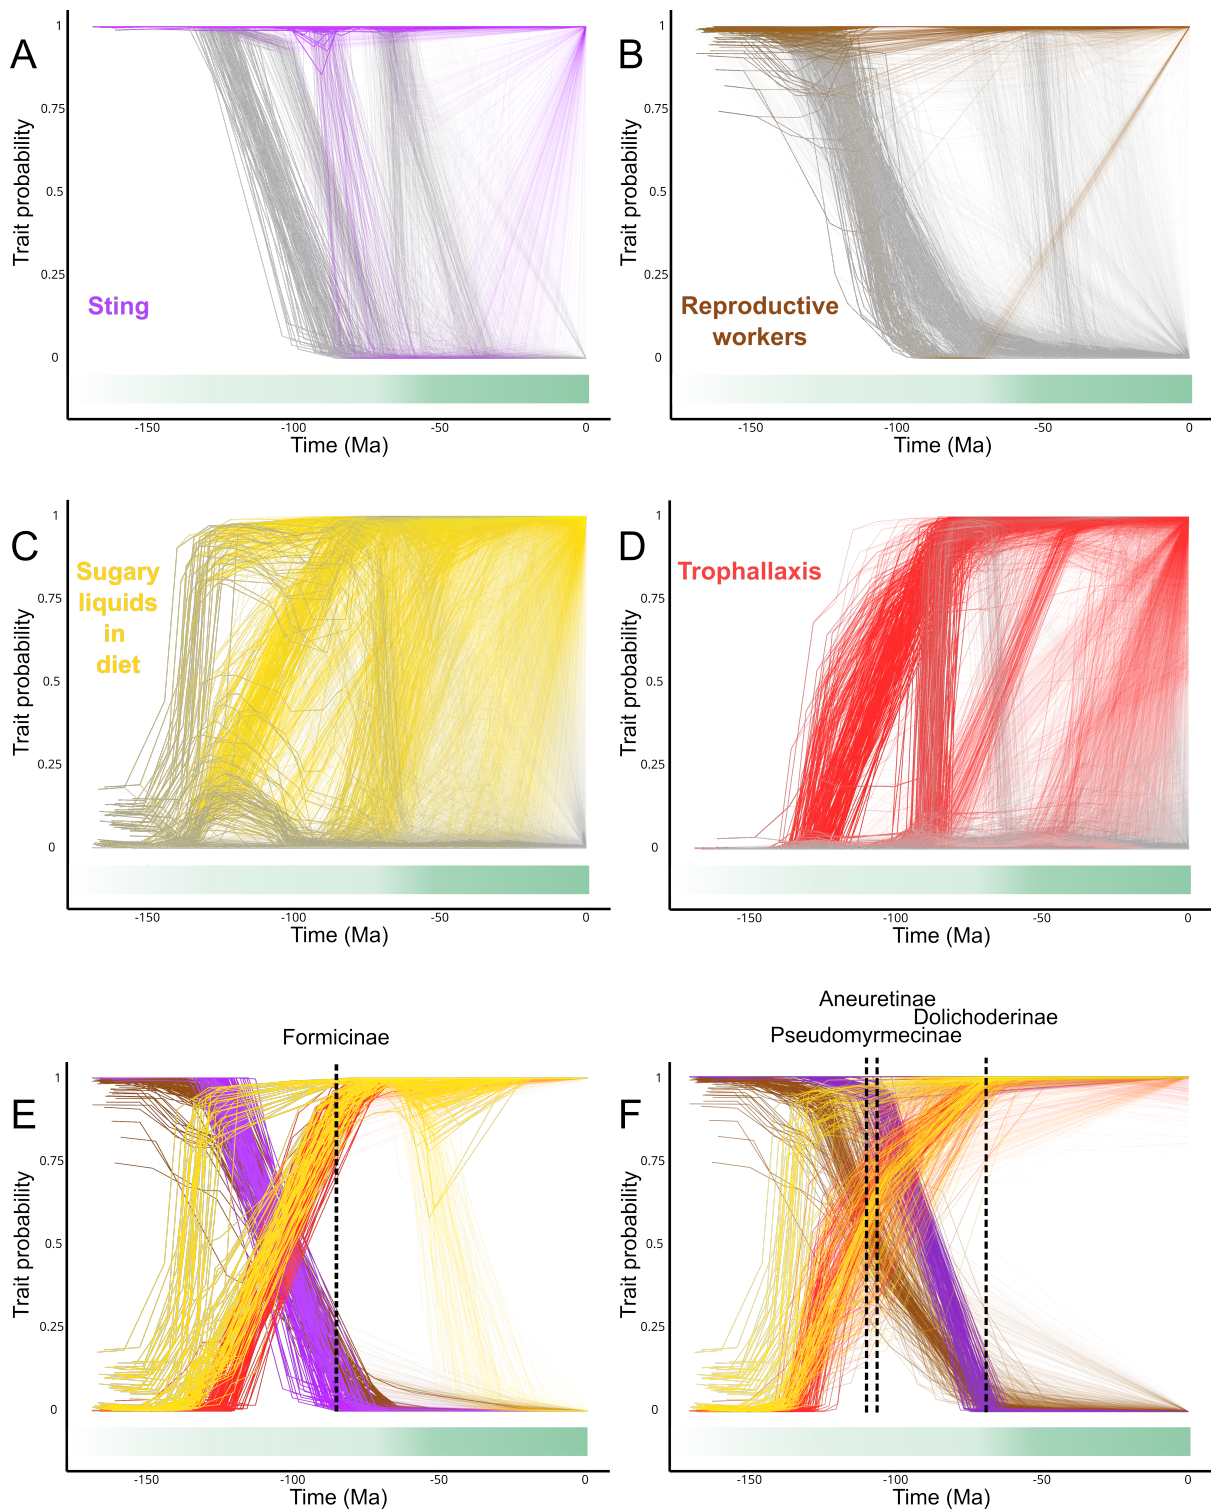 A
Trait probability
1
0.75
0.5
0.25
0
Sting
-150
-100
-50
0
Time (Ma)
B
Trait probability
1
0.75
0.5
0.25
0
Reproductive
workers
-150
-100
-50
0
Time (Ma)
C
Trait probability
1
0.75
0.5
0.25
0
Sugary
liquids
in
diet
-150
-100
-50
0
Time (Ma)
D
Trait probability
1
0.75
0.5
0.25
0
Trophallaxis
-150
-100
-50
0
Time (Ma)
Formicinae
E
Trait probability
1
0.75
0.5
0.25
0
-150
-100
-50
0
Time (Ma)
Aneuretinae
Dolichoderinae
Pseudomyrmecinae
F
Trait probability
1
0.75
0.5
0.25
0
-150
-100
-50
0
Time (Ma)